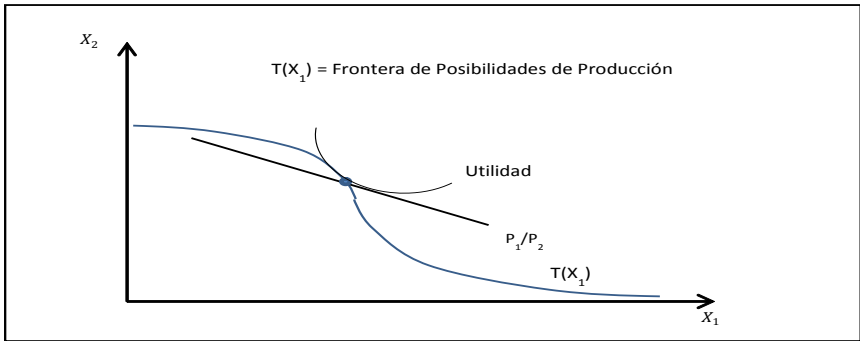 X₂
T(X₁) = Frontera de Posibilidades de Producción
Utilidad
P₁/P₂
T(X₁)
X₁